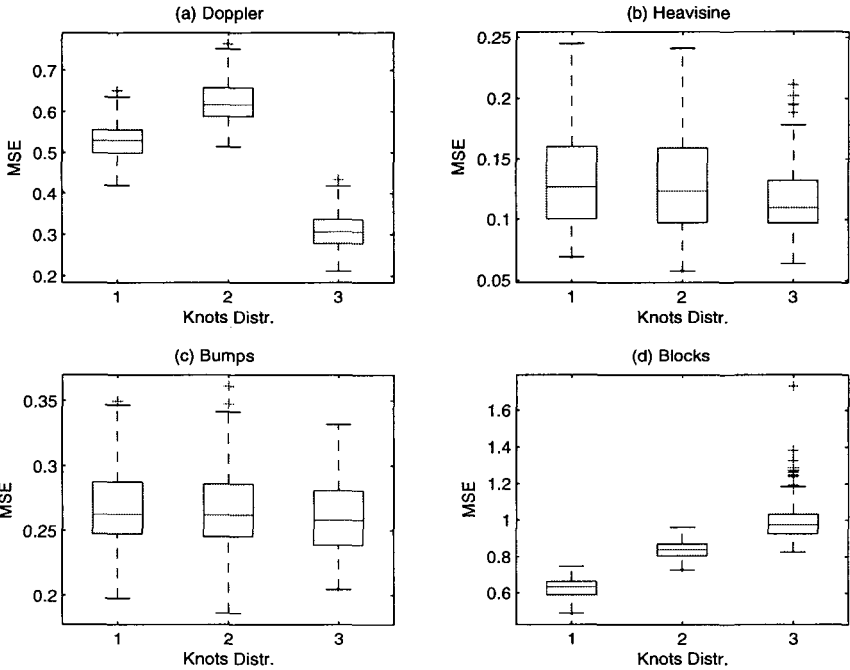 (a) Doppler
MSE
0.7
0.6
0.5
0.4
0.3
0.2
1 2 3
Knots Distr.
(b) Heavisine
MSE
0.25
0.2
0.15
0.1
0.05
1 2 3
Knots Distr.
(c) Bumps
MSE
0.35
0.3
0.25
0.2
1 2 3
Knots Distr.
(d) Blocks
MSE
1.6
1.4
1.2
1
0.8
0.6
1 2 3
Knots Distr.